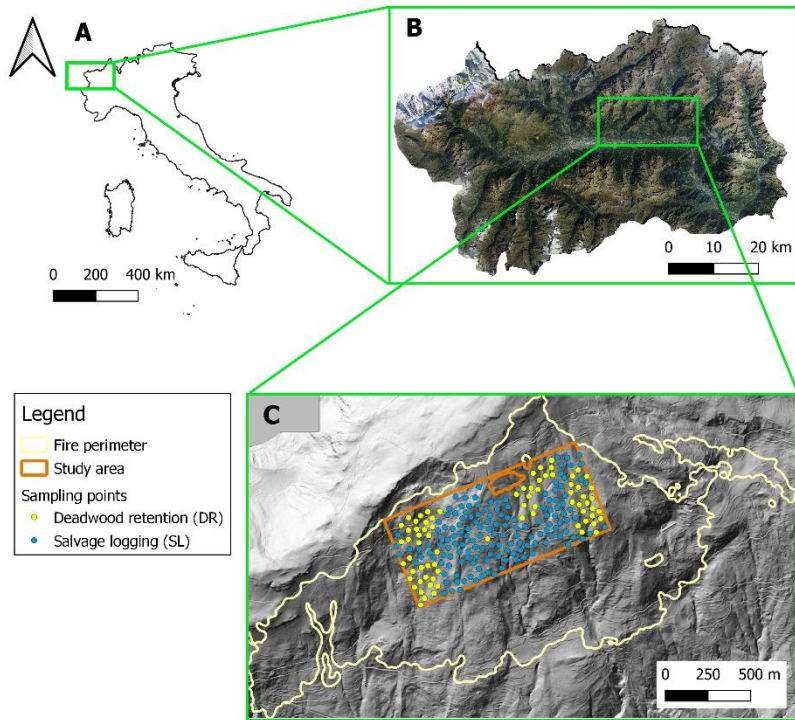 A
0 200 400 km
B
0 10 20 km
Legend
Fire perimeter
Study area
Sampling points
Deadwood retention (DR)
Salvage logging (SL)
C
0 250 500 m